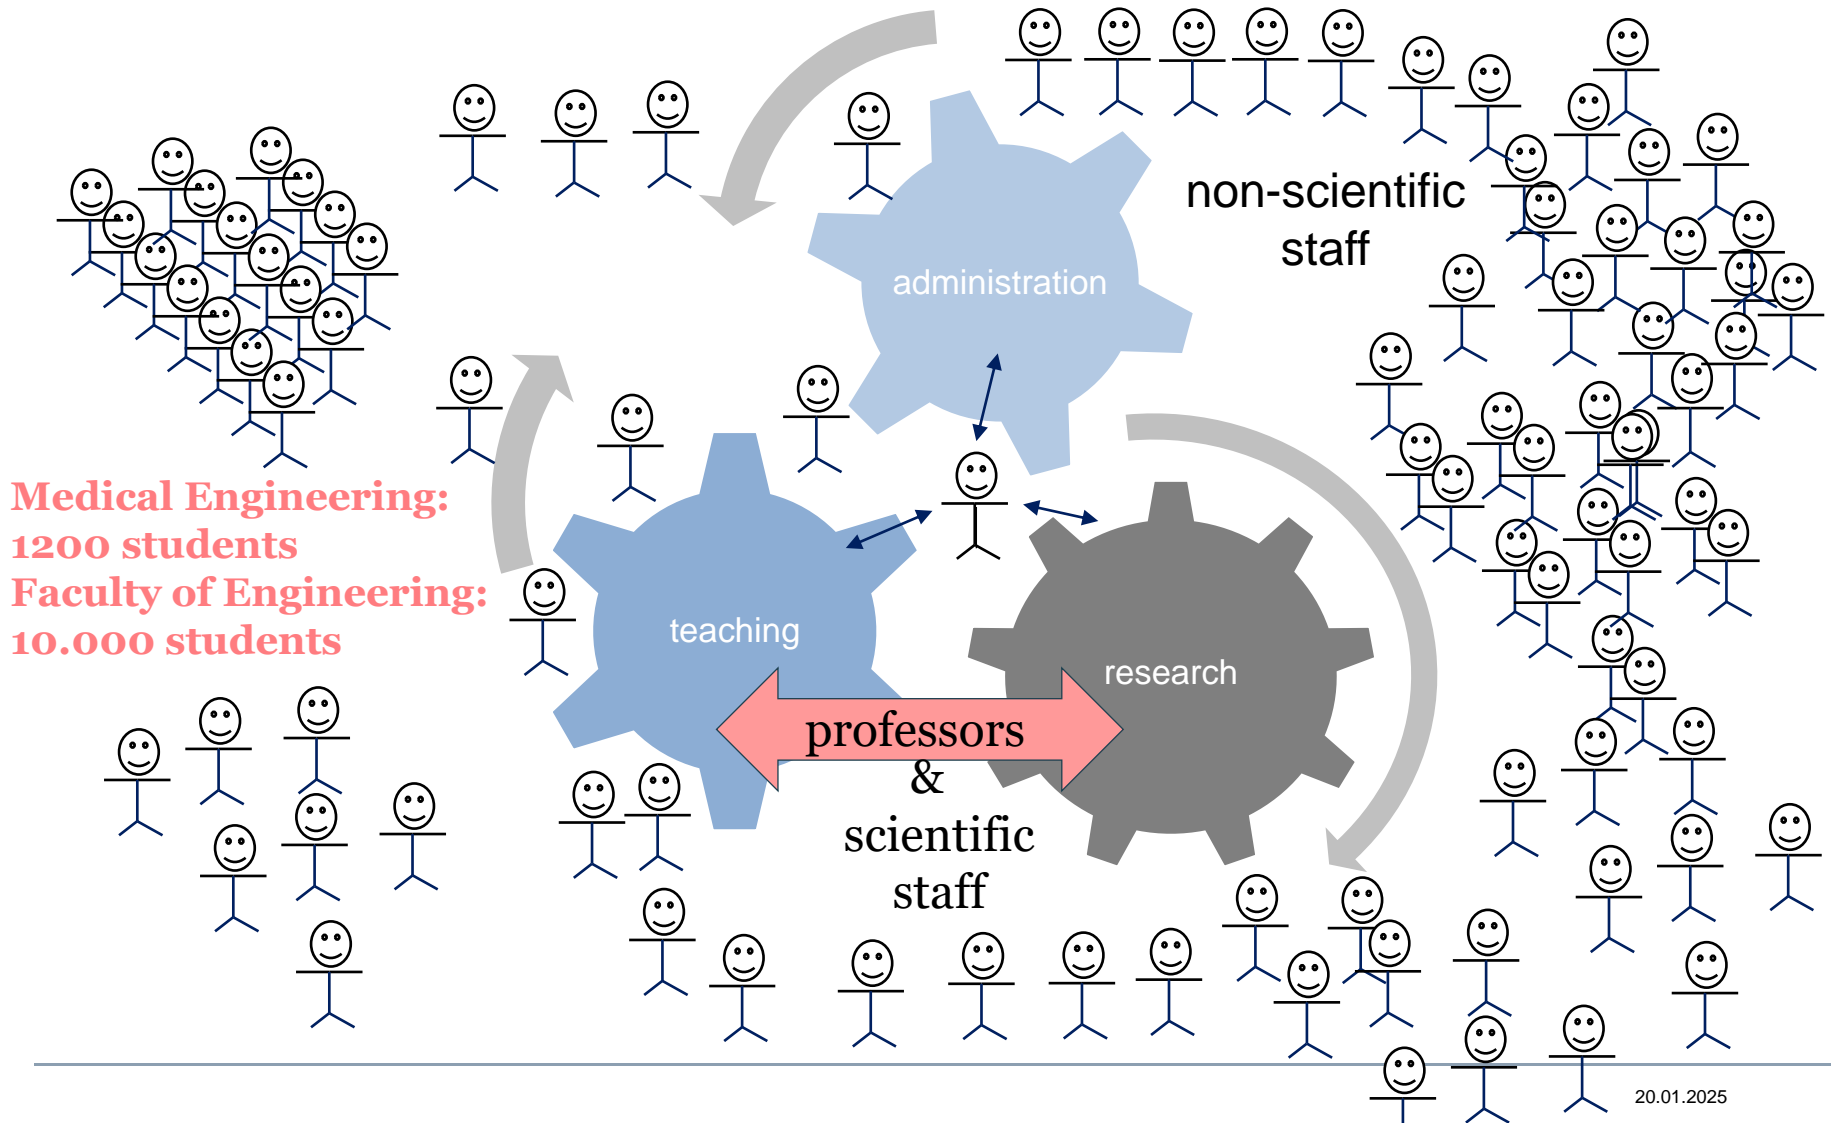 non-scientific
staff
administration
Medical Engineering:
1200 students
Faculty of Engineering:
10.000 students
teaching
research
professors
&
scientific
staff
20.01.2025